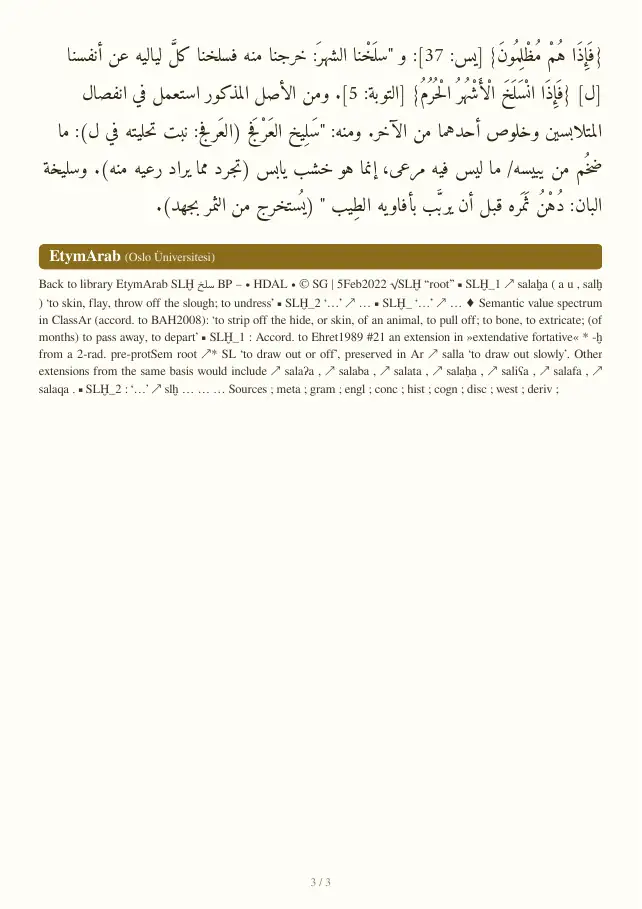 {فَإِذَا هُمْ مُظْلِمُونَ} [يس: 37]: و "سلَخْنا الشهرَ: خرجنا منه فسلخنا كلَّ لياليه عن أنفسنا
[ل] {فَإِذَا انْسَلَخَ الْأَشْهُرُ الْحُرُمُ} [التوبة: 5]. ومن الأصل المذكور استعمل في انفصال
المتلابسين وخلوص أحدهما من الآخر. ومنه: "سَلِيخ العَرْفَج (العَرفج: نبت تحليته في ل): ما
ضخُم من يبيسه/ ما ليس فيه مرعى، إنما هو خشب يابس (تجرد مما يراد رعيه منه). وسليخة
البان: دُهْنُ ثَمَره قبل أن يربَّب بأفاويه الطِيب " (يُستخرج من الثمر بجهد).
EtymArab (Oslo Üniversitesi)
Back to library EtymArab SLḪ سلخ BP – • HDAL • © SG | 5Feb2022 √SLḪ “root” ▪ SLḪ_1 ↗ salaḫa ( a u , salḫ
) ‘to skin, flay, throw off the slough; to undress’ ▪ SLḪ_2 ‘…’ ↗ … ▪ SLḪ_ ‘…’ ↗ … ♦ Semantic value spectrum
in ClassAr (accord. to BAH2008): ‘to strip off the hide, or skin, of an animal, to pull off; to bone, to extricate; (of
months) to pass away, to depart’ ▪ SLḪ_1 : Accord. to Ehret1989 #21 an extension in »extendative fortative« * -ḫ
from a 2-rad. pre-protSem root ↗* SL ‘to draw out or off’, preserved in Ar ↗ salla ‘to draw out slowly’. Other
extensions from the same basis would include ↗ salaʔa , ↗ salaba , ↗ salata , ↗ salaḥa , ↗ saliʕa , ↗ salafa , ↗
salaqa . ▪ SLḪ_2 : ‘…’ ↗ slḫ … … … Sources ; meta ; gram ; engl ; conc ; hist ; cogn ; disc ; west ; deriv ;
3 / 3